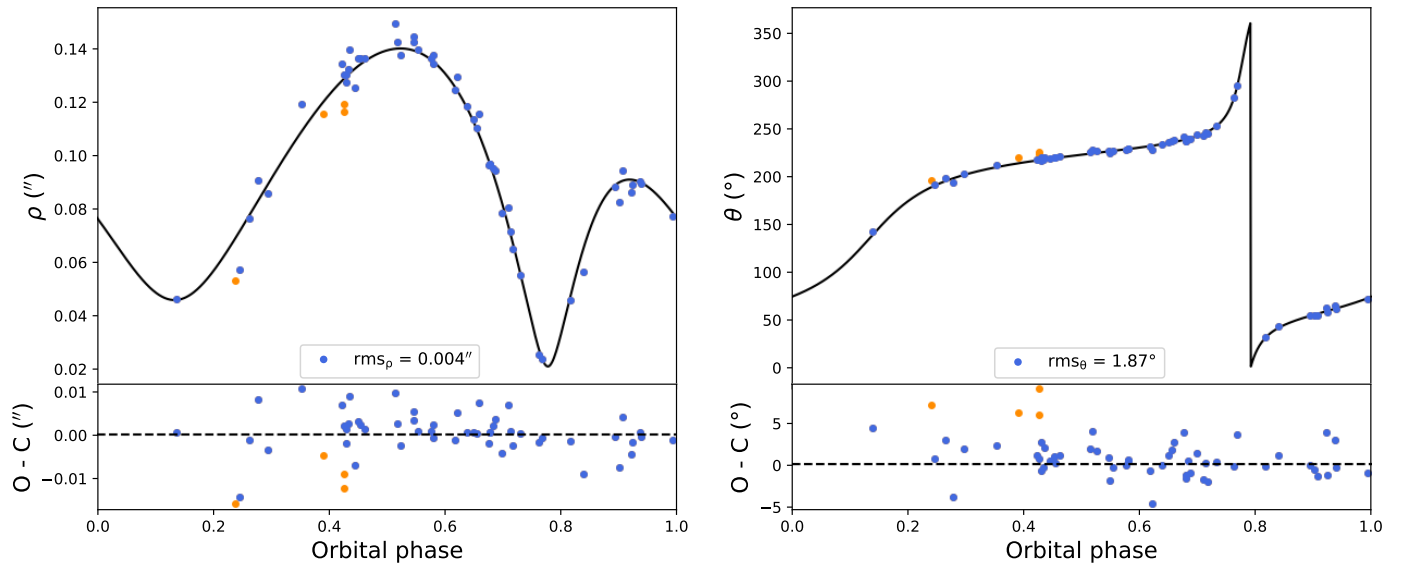 0.14
0.12
0.10
0.08
0.06
0.04
0.02
ρ (″)
rmsρ = 0.004″
0.01
0.00
−0.01
O - C (″)
0.0 0.2 0.4 0.6 0.8 1.0
Orbital phase
350
300
250
200
150
100
50
0
θ (°)
rmsθ = 1.87°
5
0
−5
O - C (°)
0.0 0.2 0.4 0.6 0.8 1.0
Orbital phase